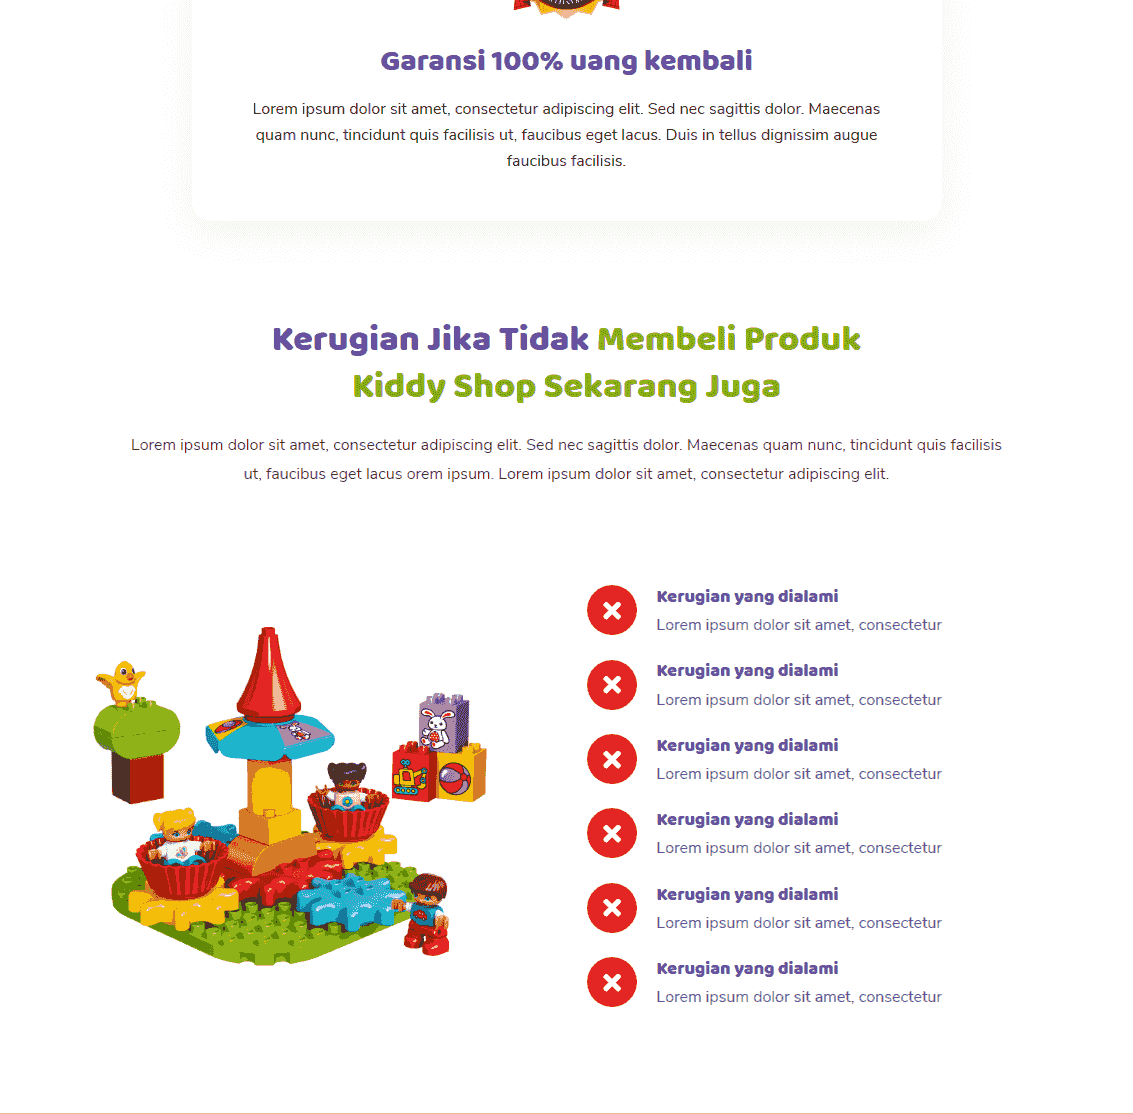 Garansi 100% uang kembali
Lorem ipsum dolor sit amet, consectetur adipiscing elit. Sed nec sagittis dolor. Maecenas
quam nunc, tincidunt quis facilisis ut, faucibus eget lacus. Duis in tellus dignissim augue
faucibus facilisis.
Kerugian Jika Tidak Membeli Produk
Kiddy Shop Sekarang Juga
Lorem ipsum dolor sit amet, consectetur adipiscing elit. Sed nec sagittis dolor. Maecenas quam nunc, tincidunt quis facilisis
ut, faucibus eget lacus orem ipsum. Lorem ipsum dolor sit amet, consectetur adipiscing elit.
Kerugian yang dialami
Lorem ipsum dolor sit amet, consectetur
Kerugian yang dialami
Lorem ipsum dolor sit amet, consectetur
Kerugian yang dialami
Lorem ipsum dolor sit amet, consectetur
Kerugian yang dialami
Lorem ipsum dolor sit amet, consectetur
Kerugian yang dialami
Lorem ipsum dolor sit amet, consectetur
Kerugian yang dialami
Lorem ipsum dolor sit amet, consectetur